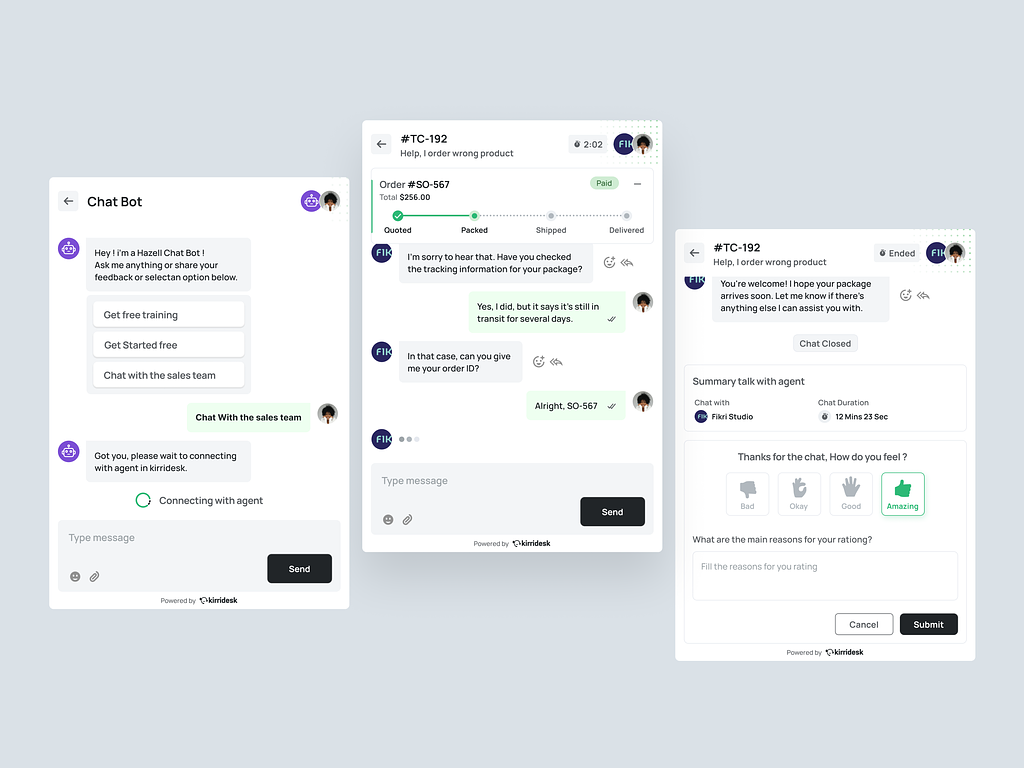 Chat Bot
Hey ! i'm a Hazell Chat Bot !
Ask me anything or share your
feedback or selectan option below.
Get free training
Get Started free
Chat with the sales team
Chat With the sales team
Got you, please wait to connecting
with agent in kirridesk.
Connecting with agent
Type message
Send
Powered by kirridesk
#TC-192
Help, I order wrong product
2:02
FIK
Order #SO-567
Paid
Total $256.00
Quoted
Packed
Shipped
Delivered
FIK
I'm sorry to hear that. Have you checked
the tracking information for your package?
Yes, I did, but it says it's still in
transit for several days.
FIK
In that case, can you give
me your order ID?
Alright, SO-567
FIK
Type message
Send
Powered by kirridesk
#TC-192
Help, I order wrong product
Ended
FIK
FIK
You're welcome! I hope your package
arrives soon. Let me know if there's
anything else I can assist you with.
Chat Closed
Summary talk with agent
Chat with
Chat Duration
FIK
Fikri Studio
12 Mins 23 Sec
Thanks for the chat, How do you feel ?
Bad
Okay
Good
Amazing
What are the main reasons for your rationg?
Fill the reasons for you rating
Cancel
Submit
Powered by kirridesk